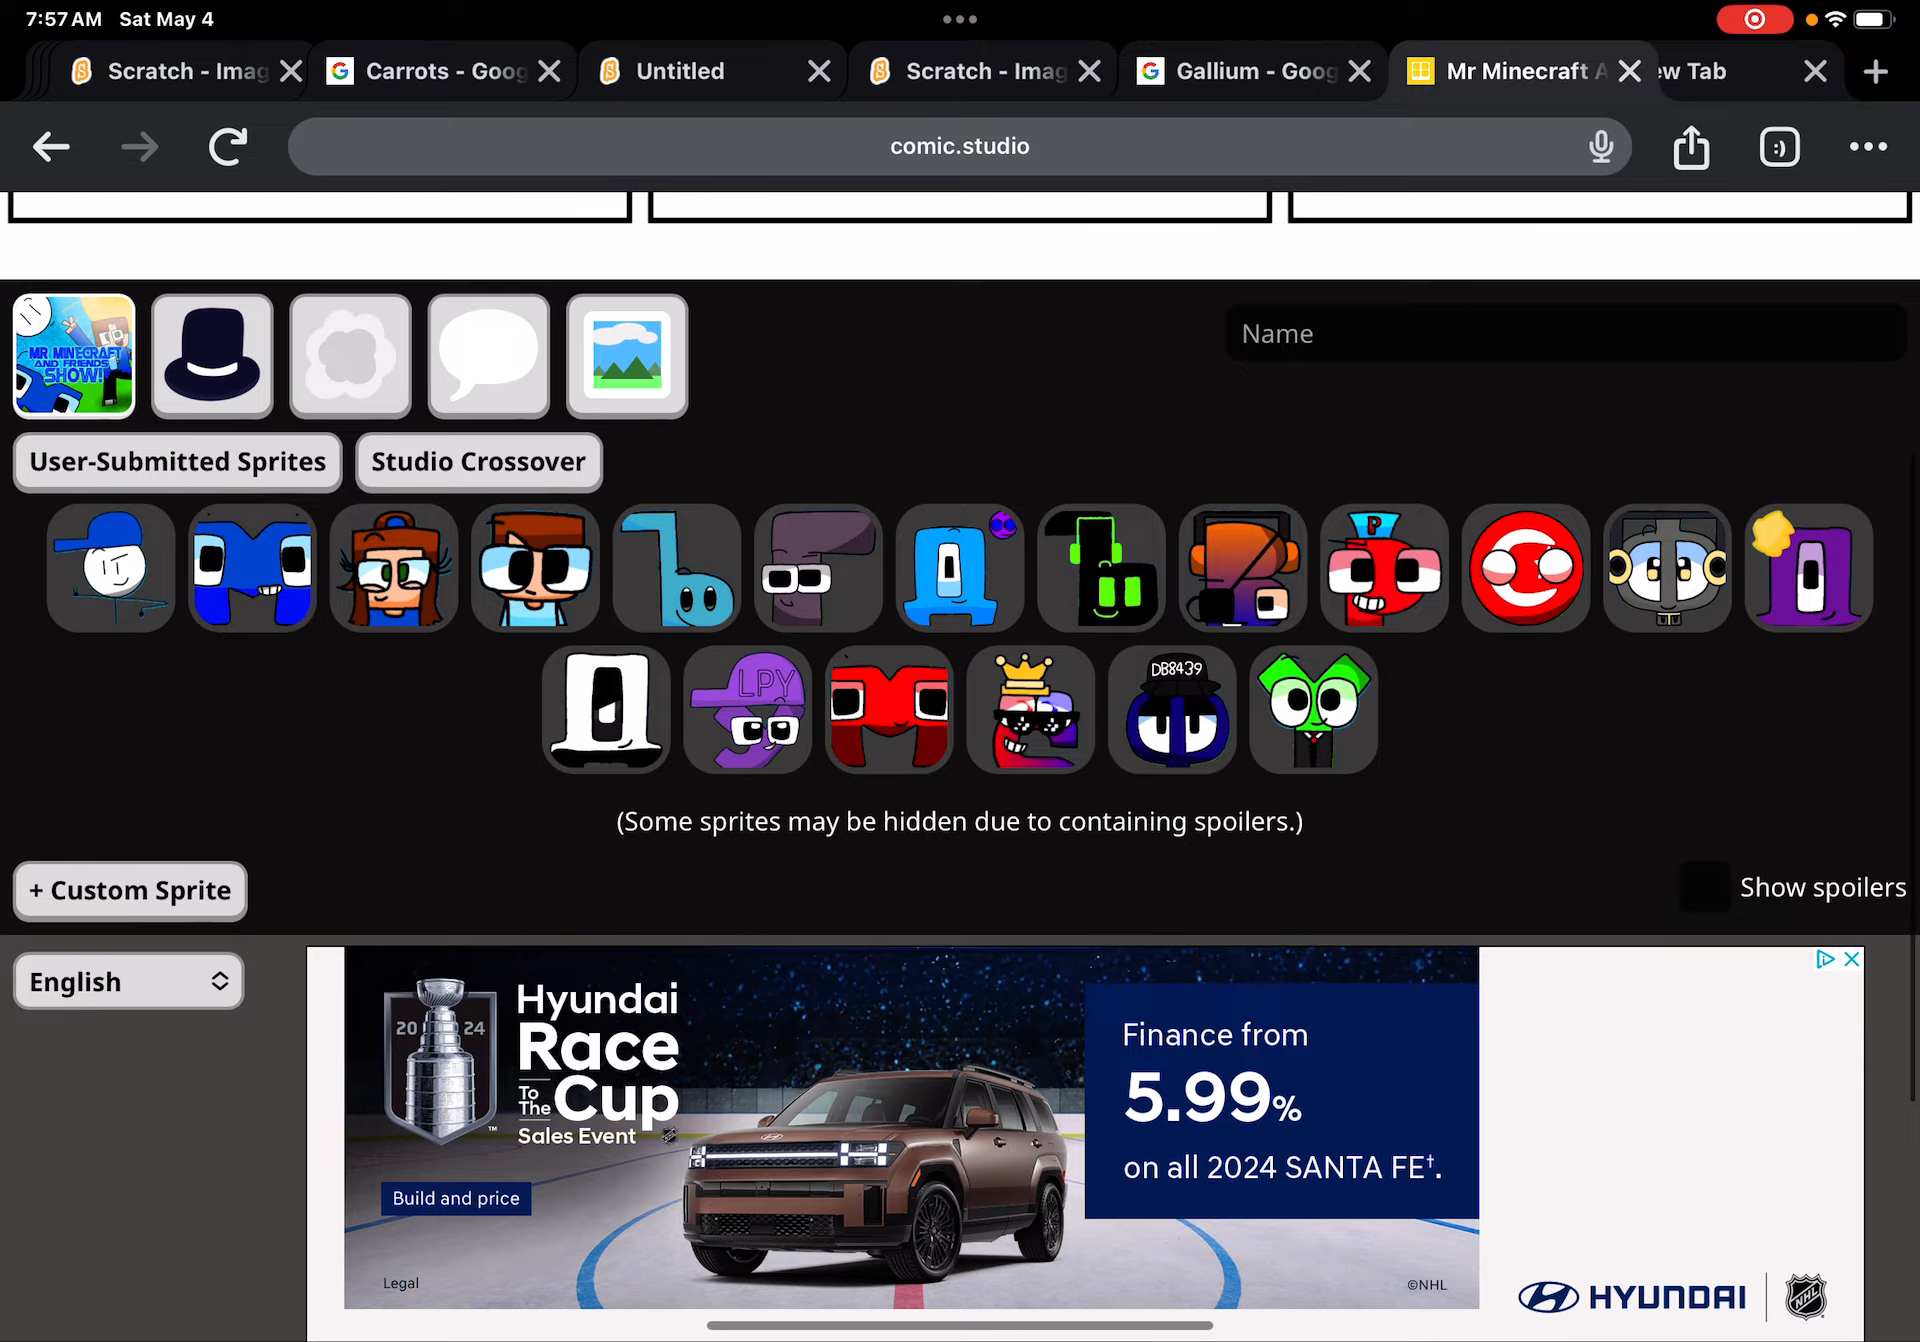 7:57 AM Sat May 4
Scratch - Imag
Carrots - Goog
Untitled
Scratch - Imag
Gallium - Goog
Mr Minecraft A
ew Tab
comic.studio
:)
MR MINECRAFT
AND FRIENDS
SHOW!
Name
User-Submitted Sprites
Studio Crossover
P
LPY
DB8439
(Some sprites may be hidden due to containing spoilers.)
+ Custom Sprite
Show spoilers
English
20 24
TM
Hyundai
Race
To The Cup
Sales Event
Build and price
Legal
Finance from
5.99%
on all 2024 SANTA FE†.
©NHL
HYUNDAI
NHL